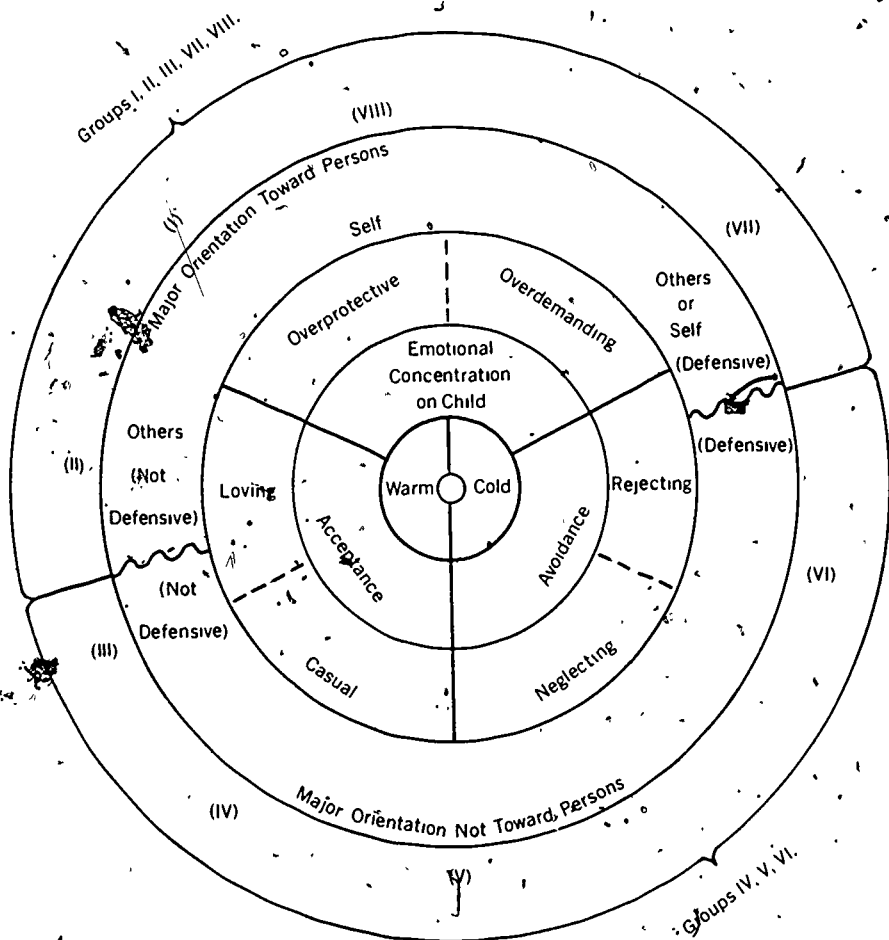 Groups I, II, III, VII, VIII.
(VIII)
(I)
Major Orientation Toward Persons
(VII)
Self
Overprotective
Overdemanding
Others
or
Self
(Defensive)
Emotional
Concentration
on Child
(Defensive)
Others
(Not
Defensive)
(II)
Loving
Warm
Cold
Rejecting
Acceptance
Avoidance
(VI)
(Not
Defensive)
(III)
Casual
Neglecting
Major Orientation Not Toward Persons
(IV)
(V)
Groups IV, V, VI.